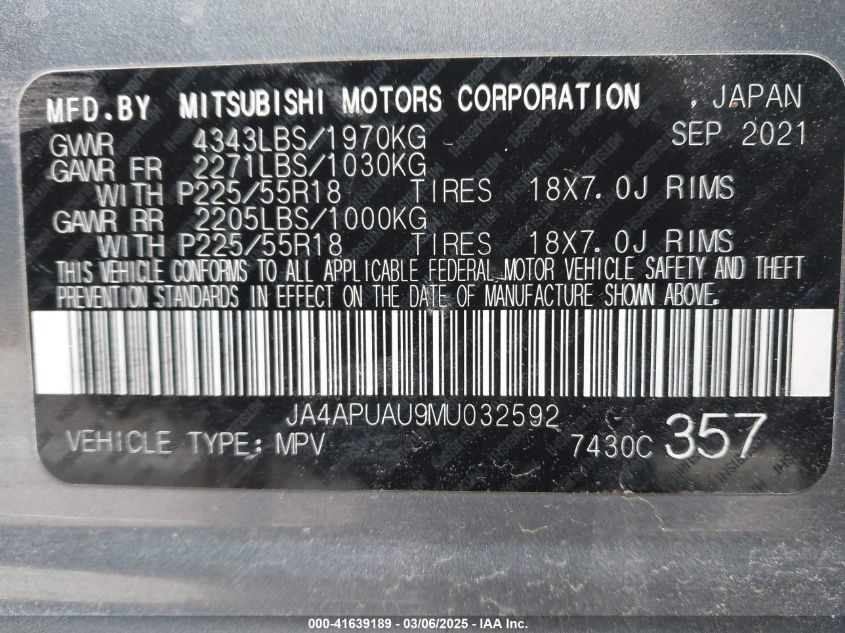 MFD.BY MITSUBISHI MOTORS CORPORATION , JAPAN
GVWR 4343LBS/1970KG SEP 2021
GAWR FR 2271LBS/1030KG
WITH P225/55R18 TIRES 18X7.0J RIMS
GAWR RR 2205LBS/1000KG
WITH P225/55R18 TIRES 18X7.0J RIMS
THIS VEHICLE CONFORMS TO ALL APPLICABLE FEDERAL MOTOR VEHICLE SAFETY AND THEFT
PREVENTION STANDARDS IN EFFECT ON THE DATE OF MANUFACTURE SHOWN ABOVE.
JA4APUAU9MU032592
VEHICLE TYPE: MPV 7430C 357
000-41639189 - 03/06/2025 - IAA Inc.